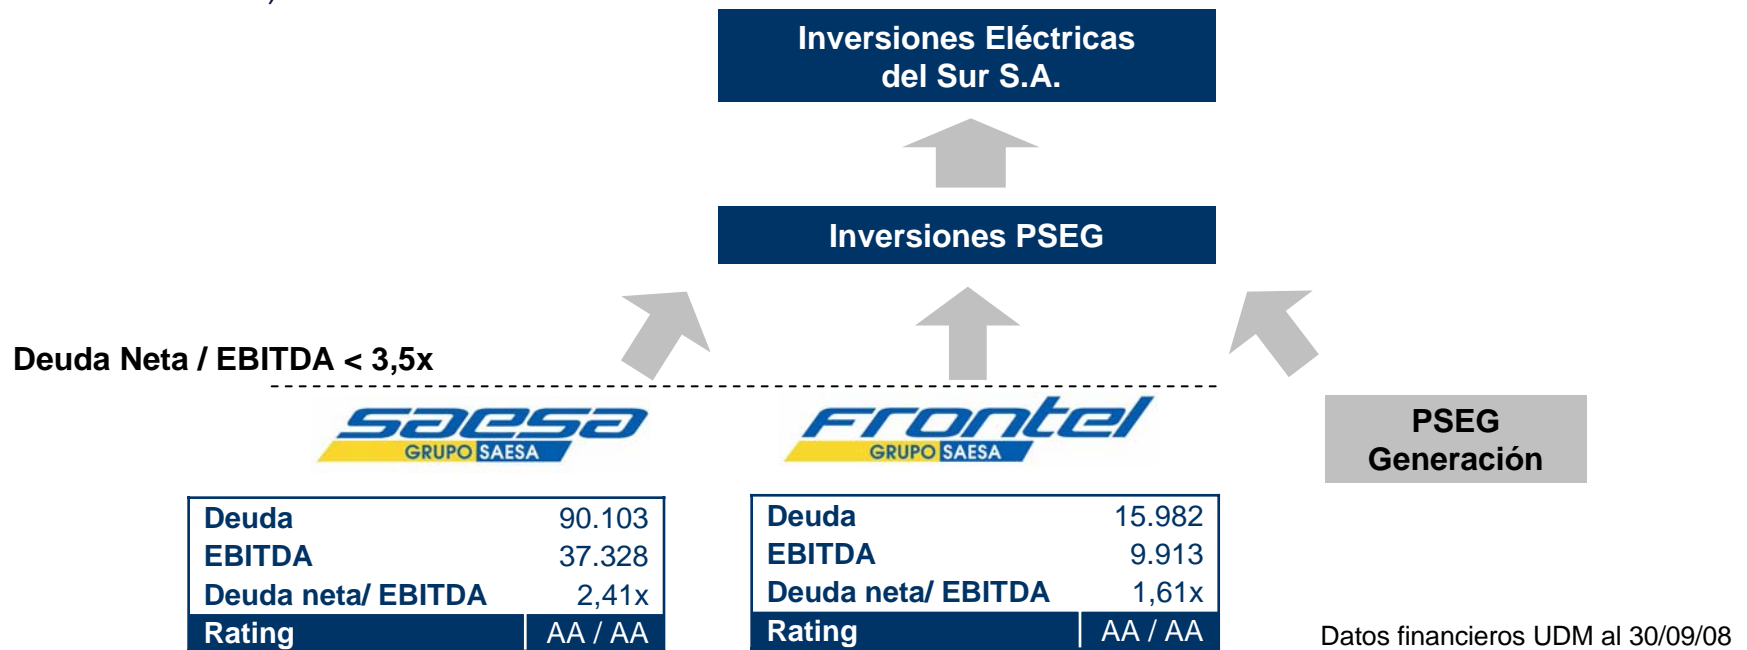 Inversiones Eléctricas
del Sur S.A.
Inversiones PSEG
Deuda Neta / EBITDA < 3,5x
saesa
GRUPO SAESA
Frontel
GRUPO SAESA
PSEG
Generación
Deuda 90.103
EBITDA 37.328
Deuda neta/ EBITDA 2,41x
Rating AA / AA
Deuda 15.982
EBITDA 9.913
Deuda neta/ EBITDA 1,61x
Rating AA / AA
Datos financieros UDM al 30/09/08